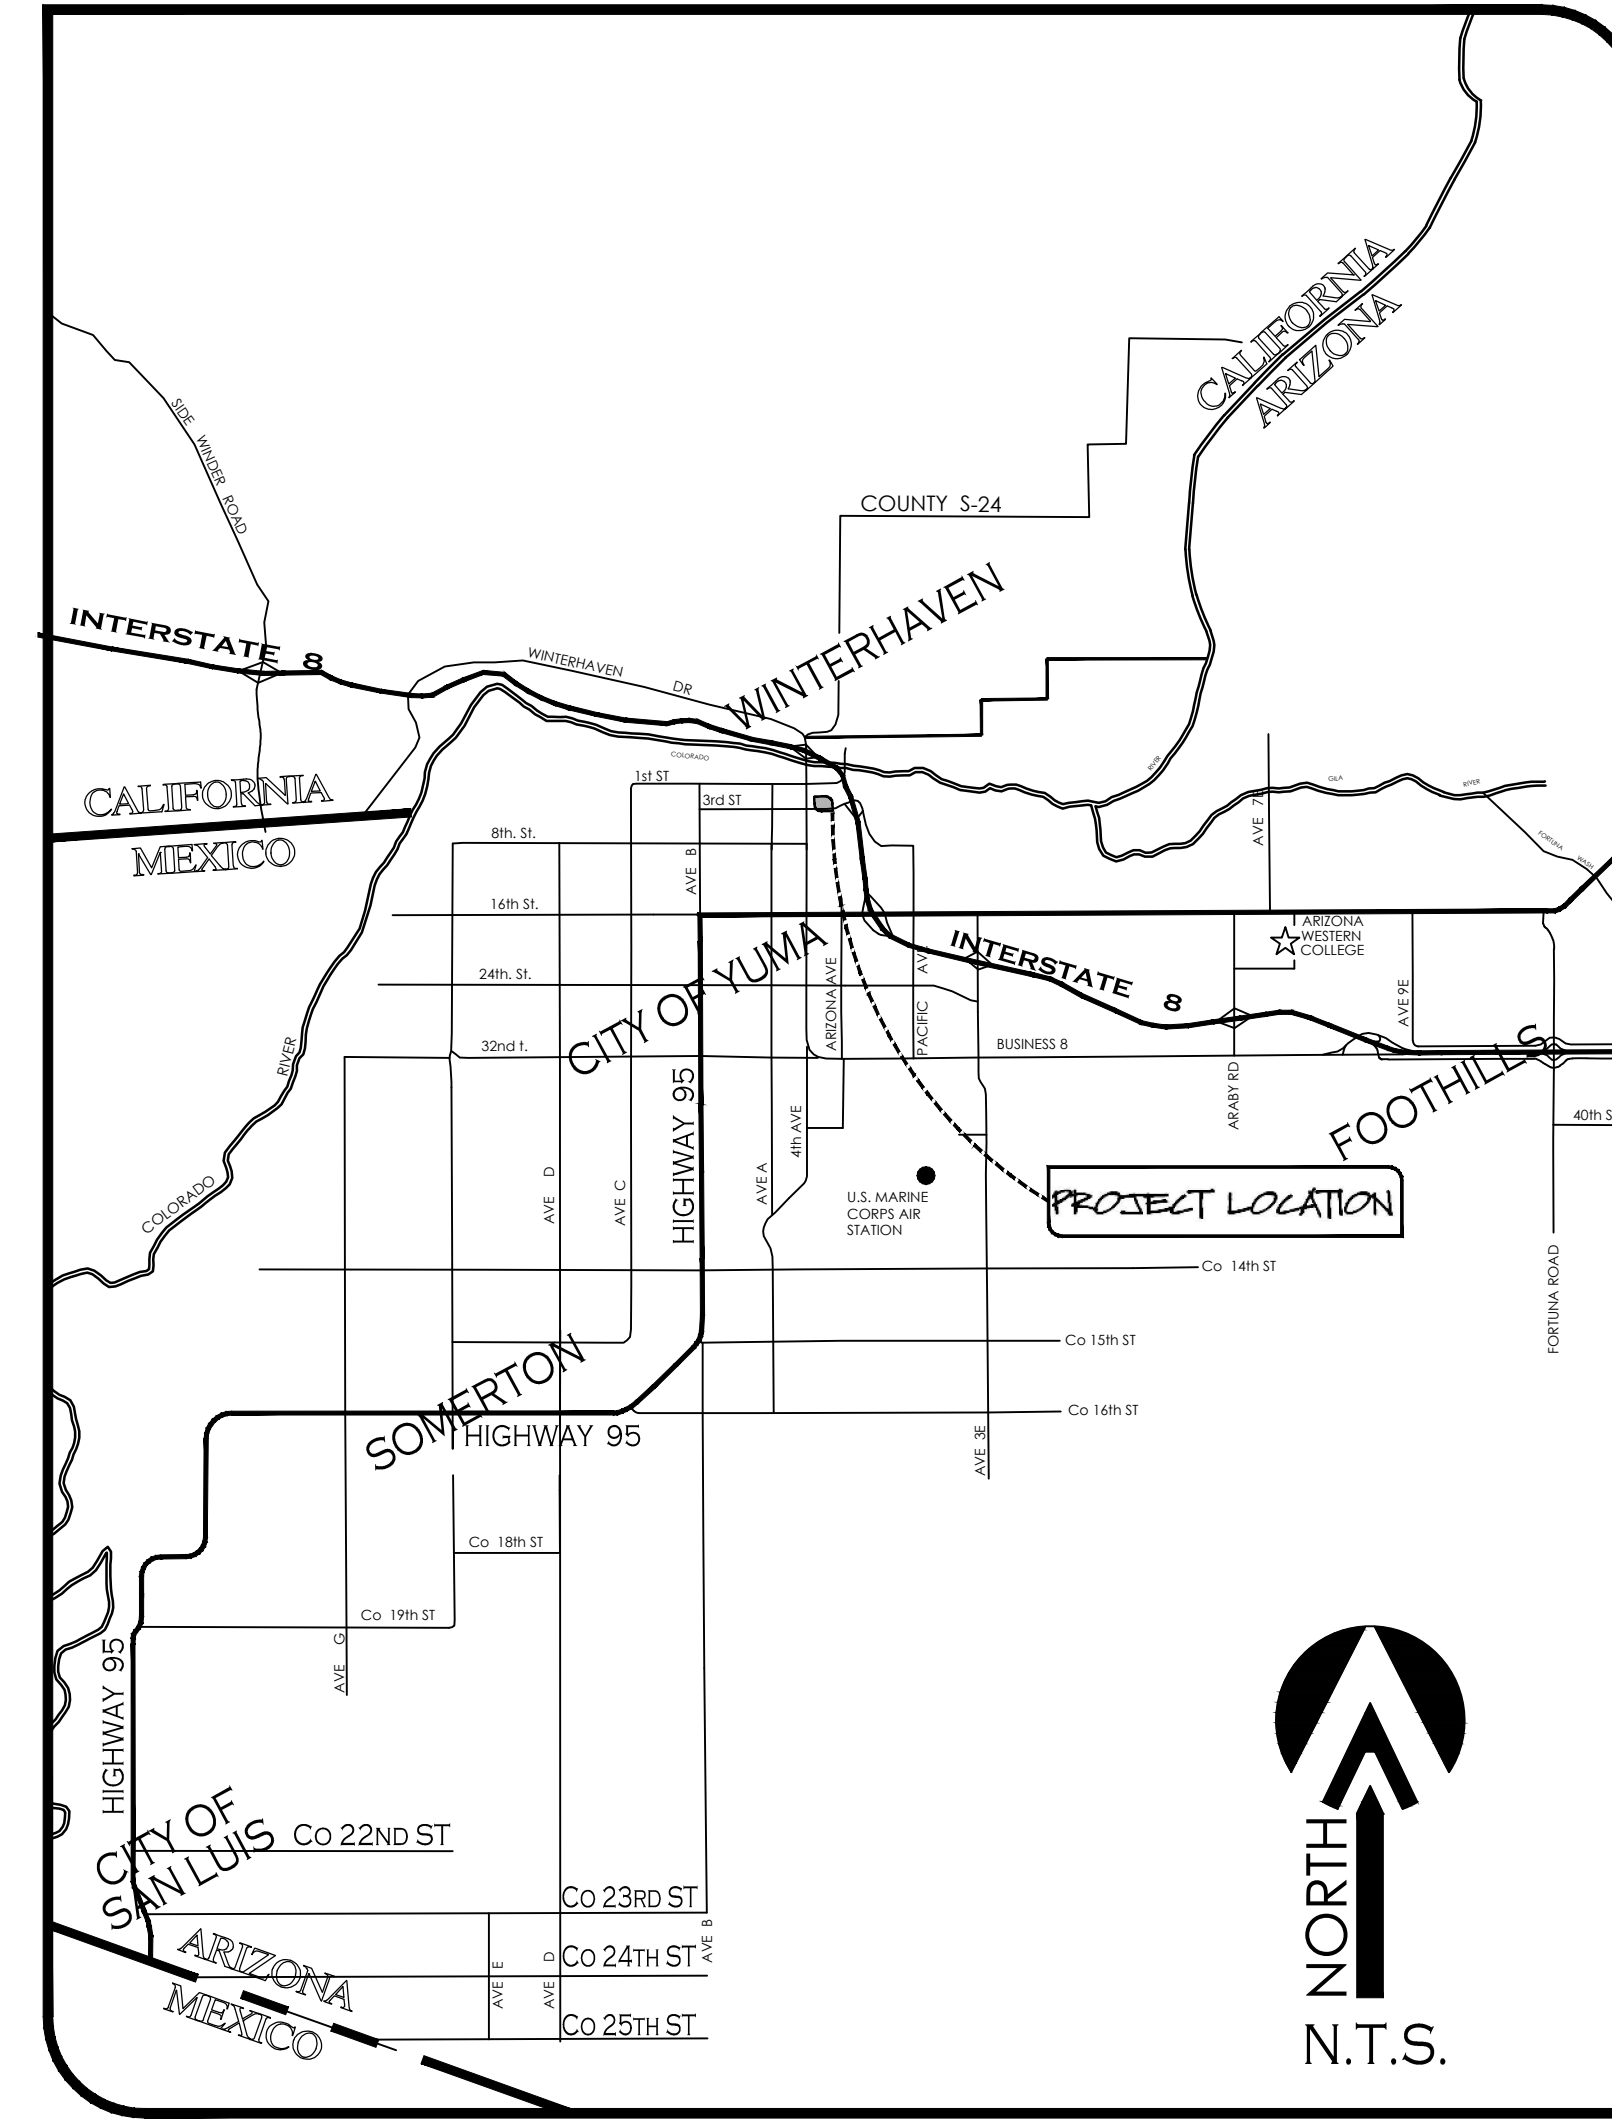 CALIFORNIA
ARIZONA
SIDE WINDER ROAD
COUNTY S-24
WINTERHAVEN
INTERSTATE 8
WINTERHAVEN DR
COLORADO
RIVER
1st ST
3rd ST
GILA RIVER
FORTUNA WASH
CALIFORNIA
MEXICO
8th. St.
AVE B
AVE 7E
16th St.
ARIZONA
WESTERN
COLLEGE
CITY OF YUMA
INTERSTATE 8
24th. St.
ARIZONA AVE
PACIFIC AV
AVE 9E
32nd t.
BUSINESS 8
RIVER
COLORADO
HIGHWAY 95
4th AVE
ARABY RD
FOOTHILLS
40th S
AVE D
AVE C
AVE A
U.S. MARINE
CORPS AIR
STATION
PROJECT LOCATION
Co 14th ST
FORTUNA ROAD
Co 15th ST
SOMERTON
HIGHWAY 95
Co 16th ST
AVE 3E
Co 18th ST
Co 19th ST
AVE G
HIGHWAY 95
CITY OF
SAN LUIS
CO 22ND ST
CO 23RD ST
AVE B
ARIZONA
MEXICO
AVE E
AVE D
CO 24TH ST
CO 25TH ST
NORTH
N.T.S.